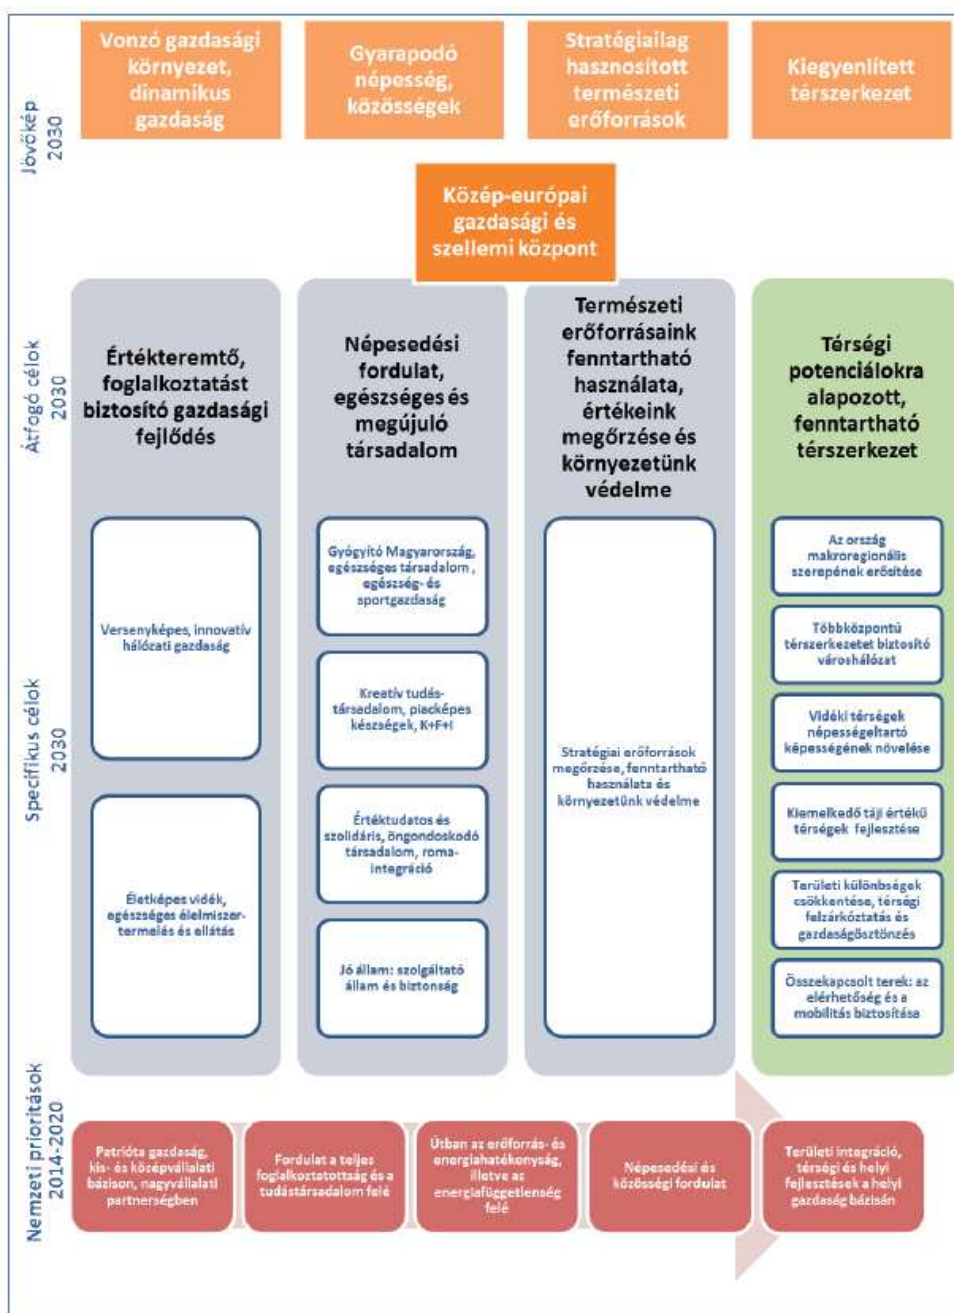 Jövőkép
2030
Vonzó gazdasági
környezet,
dinamikus
gazdaság
Gyarapodó
népesség,
közösségek
Stratégiailag
hasznosított
természeti
erőforrások
Kiegyenlített
térszerkezet
Közép-európai
gazdasági és
szellemi központ
Átfogó célok
2030
Értékteremtő,
foglalkoztatást
biztosító gazdasági
fejlődés
Népesedési
fordulat,
egészséges és
megújuló
társadalom
Természeti
erőforrásaink
fenntartható
használata,
értékeink
megőrzése és
környezetünk
védelme
Térségi
potenciálokra
alapozott,
fenntartható
térszerkezet
Specifikus célok
2030
Versenyképes, innovatív
hálózati gazdaság
Életképes vidék,
egészséges élelmiszer-
termelés és ellátás
Gyógyító Magyarország,
egészséges társadalom ,
egészség- és
sportgazdaság
Kreatív tudás-
társadalom, piacképes
készségek, K+F+I
Értéktudatos és
szolidáris, öngondoskodó
társadalom, roma-
integráció
Jó állam: szolgáltató
állam és biztonság
Stratégiai erőforrások
megőrzése, fenntartható
használata és
környezetünk védelme
Az ország
makroregionális
szerepének erősítése
Többközpontú
térszerkezetet biztosító
városhálózat
Vidéki térségek
népességeltartó
képességének növelése
Kiemelkedő táji értékű
térségek fejlesztése
Területi különbségek
csökkentése, térségi
felzárkóztatás és
gazdaságösztönzés
Összekapcsolt terek: az
elérhetőség és a
mobilitás biztosítása
Nemzeti prioritások
2014-2020
Patrióta gazdaság,
kis- és középvállalati
bázison, nagyvállalati
partnerségben
Fordulat a teljes
foglalkoztatottság és a
tudástársadalom felé
Útban az erőforrás- és
energiahatékonyság,
illetve az
energiafüggetlenség
felé
Népesedési és
közösségi fordulat
Területi integráció,
térségi és helyi
fejlesztések a helyi
gazdaság bázisán